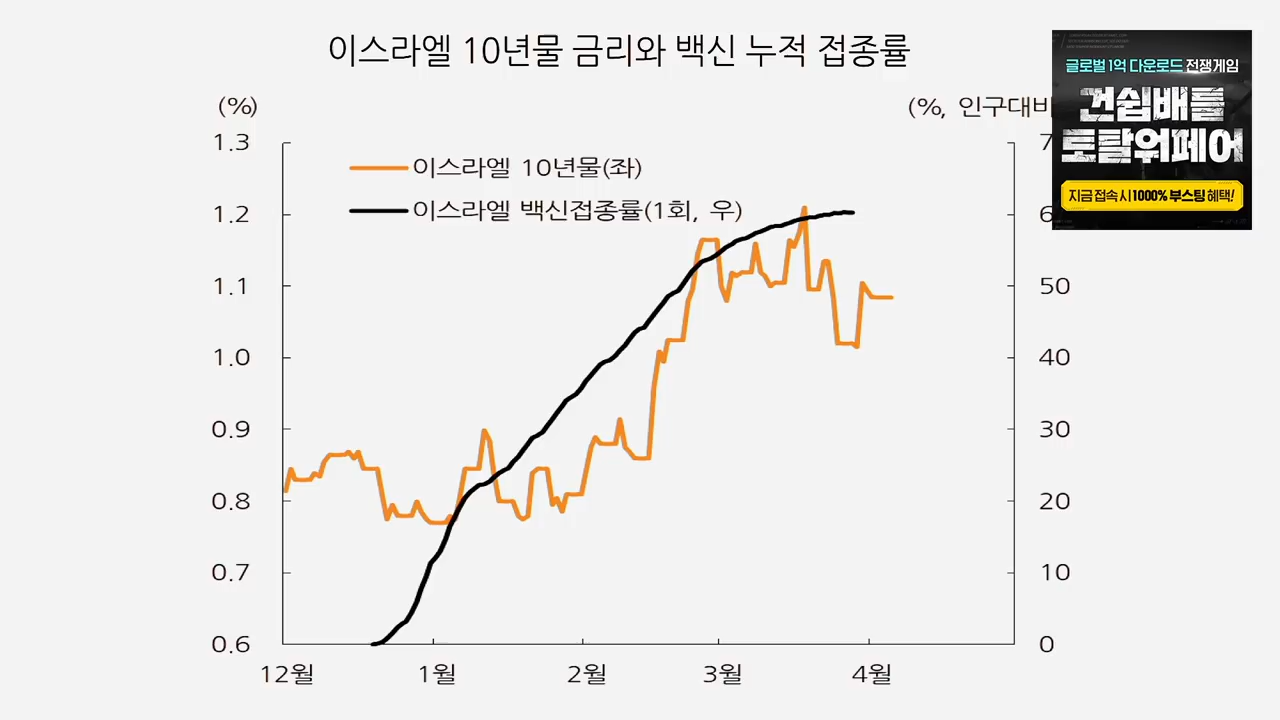 이스라엘 10년물 금리와 백신 누적 접종률
(%)
(%, 인구대비
1.3
1.2
1.1
1.0
0.9
0.8
0.7
0.6
이스라엘 10년물(좌)
이스라엘 백신접종률(1회, 우)
7
6
50
40
30
20
10
0
12월
1월
2월
3월
4월
글로벌 1억 다운로드 전쟁게임
건쉽배틀
토탈워페어
지금 접속 시 1000% 부스팅 혜택!